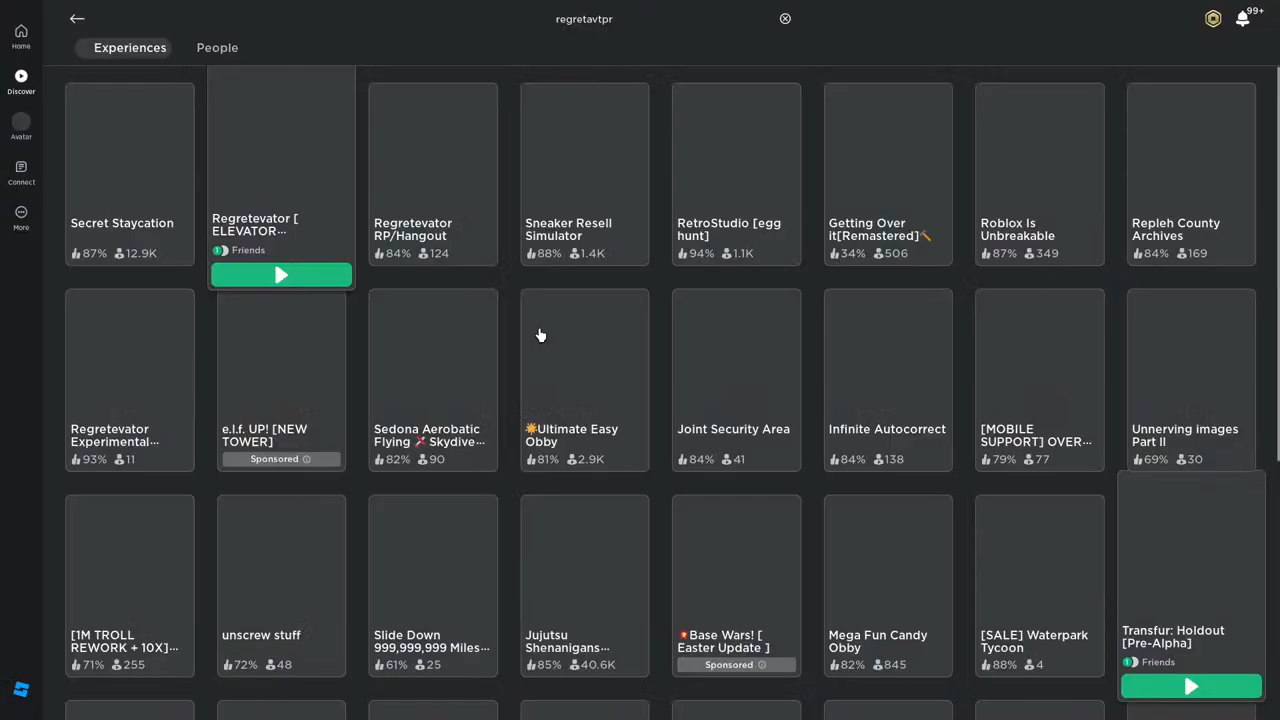 regretavtpr
99+
Home
Discover
Avatar
Connect
More
Experiences
People
Secret Staycation
87% 12.9K
Regretevator [
ELEVATOR...
1 Friends
Regretevator
RP/Hangout
84% 124
Sneaker Resell
Simulator
88% 1.4K
RetroStudio [egg
hunt]
94% 1.1K
Getting Over
it[Remastered]🔨
34% 506
Roblox Is
Unbreakable
87% 349
Repleh County
Archives
84% 169
Regretevator
Experimental...
93% 11
e.l.f. UP! [NEW
TOWER]
Sponsored
Sedona Aerobatic
Flying ✈ Skydive...
82% 90
☀Ultimate Easy
Obby
81% 2.9K
Joint Security Area
84% 41
Infinite Autocorrect
84% 138
[MOBILE
SUPPORT] OVER...
79% 77
Unnerving images
Part II
69% 30
[1M TROLL
REWORK + 10X]...
71% 255
unscrew stuff
72% 48
Slide Down
999,999,999 Miles...
61% 25
Jujutsu
Shenanigans...
85% 40.6K
💥Base Wars! [
Easter Update ]
Sponsored
Mega Fun Candy
Obby
82% 845
[SALE] Waterpark
Tycoon
88% 4
Transfur: Holdout
[Pre-Alpha]
1 Friends